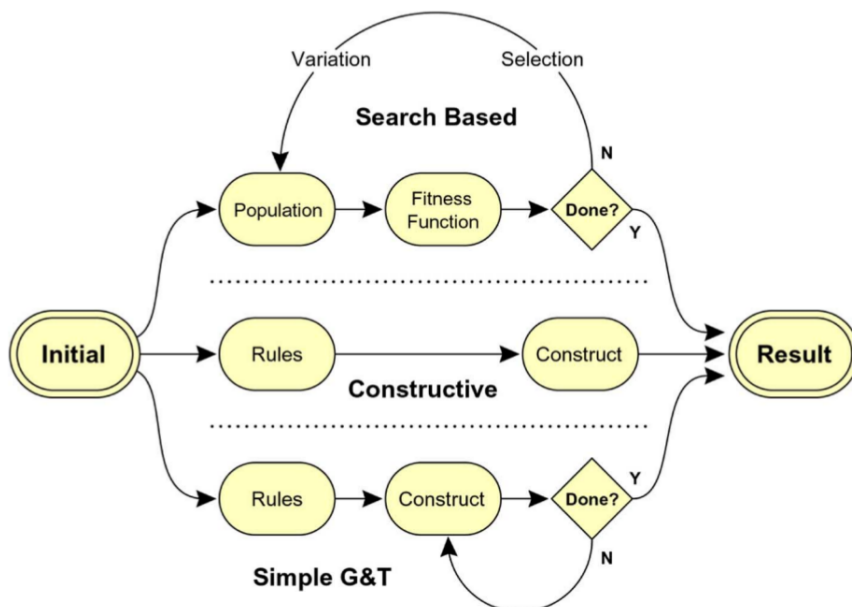 Variation
Selection
Search Based
N
Population
Fitness
Function
Done?
Y
Initial
Rules
Construct
Result
Constructive
Rules
Construct
Done?
Y
N
Simple G&T